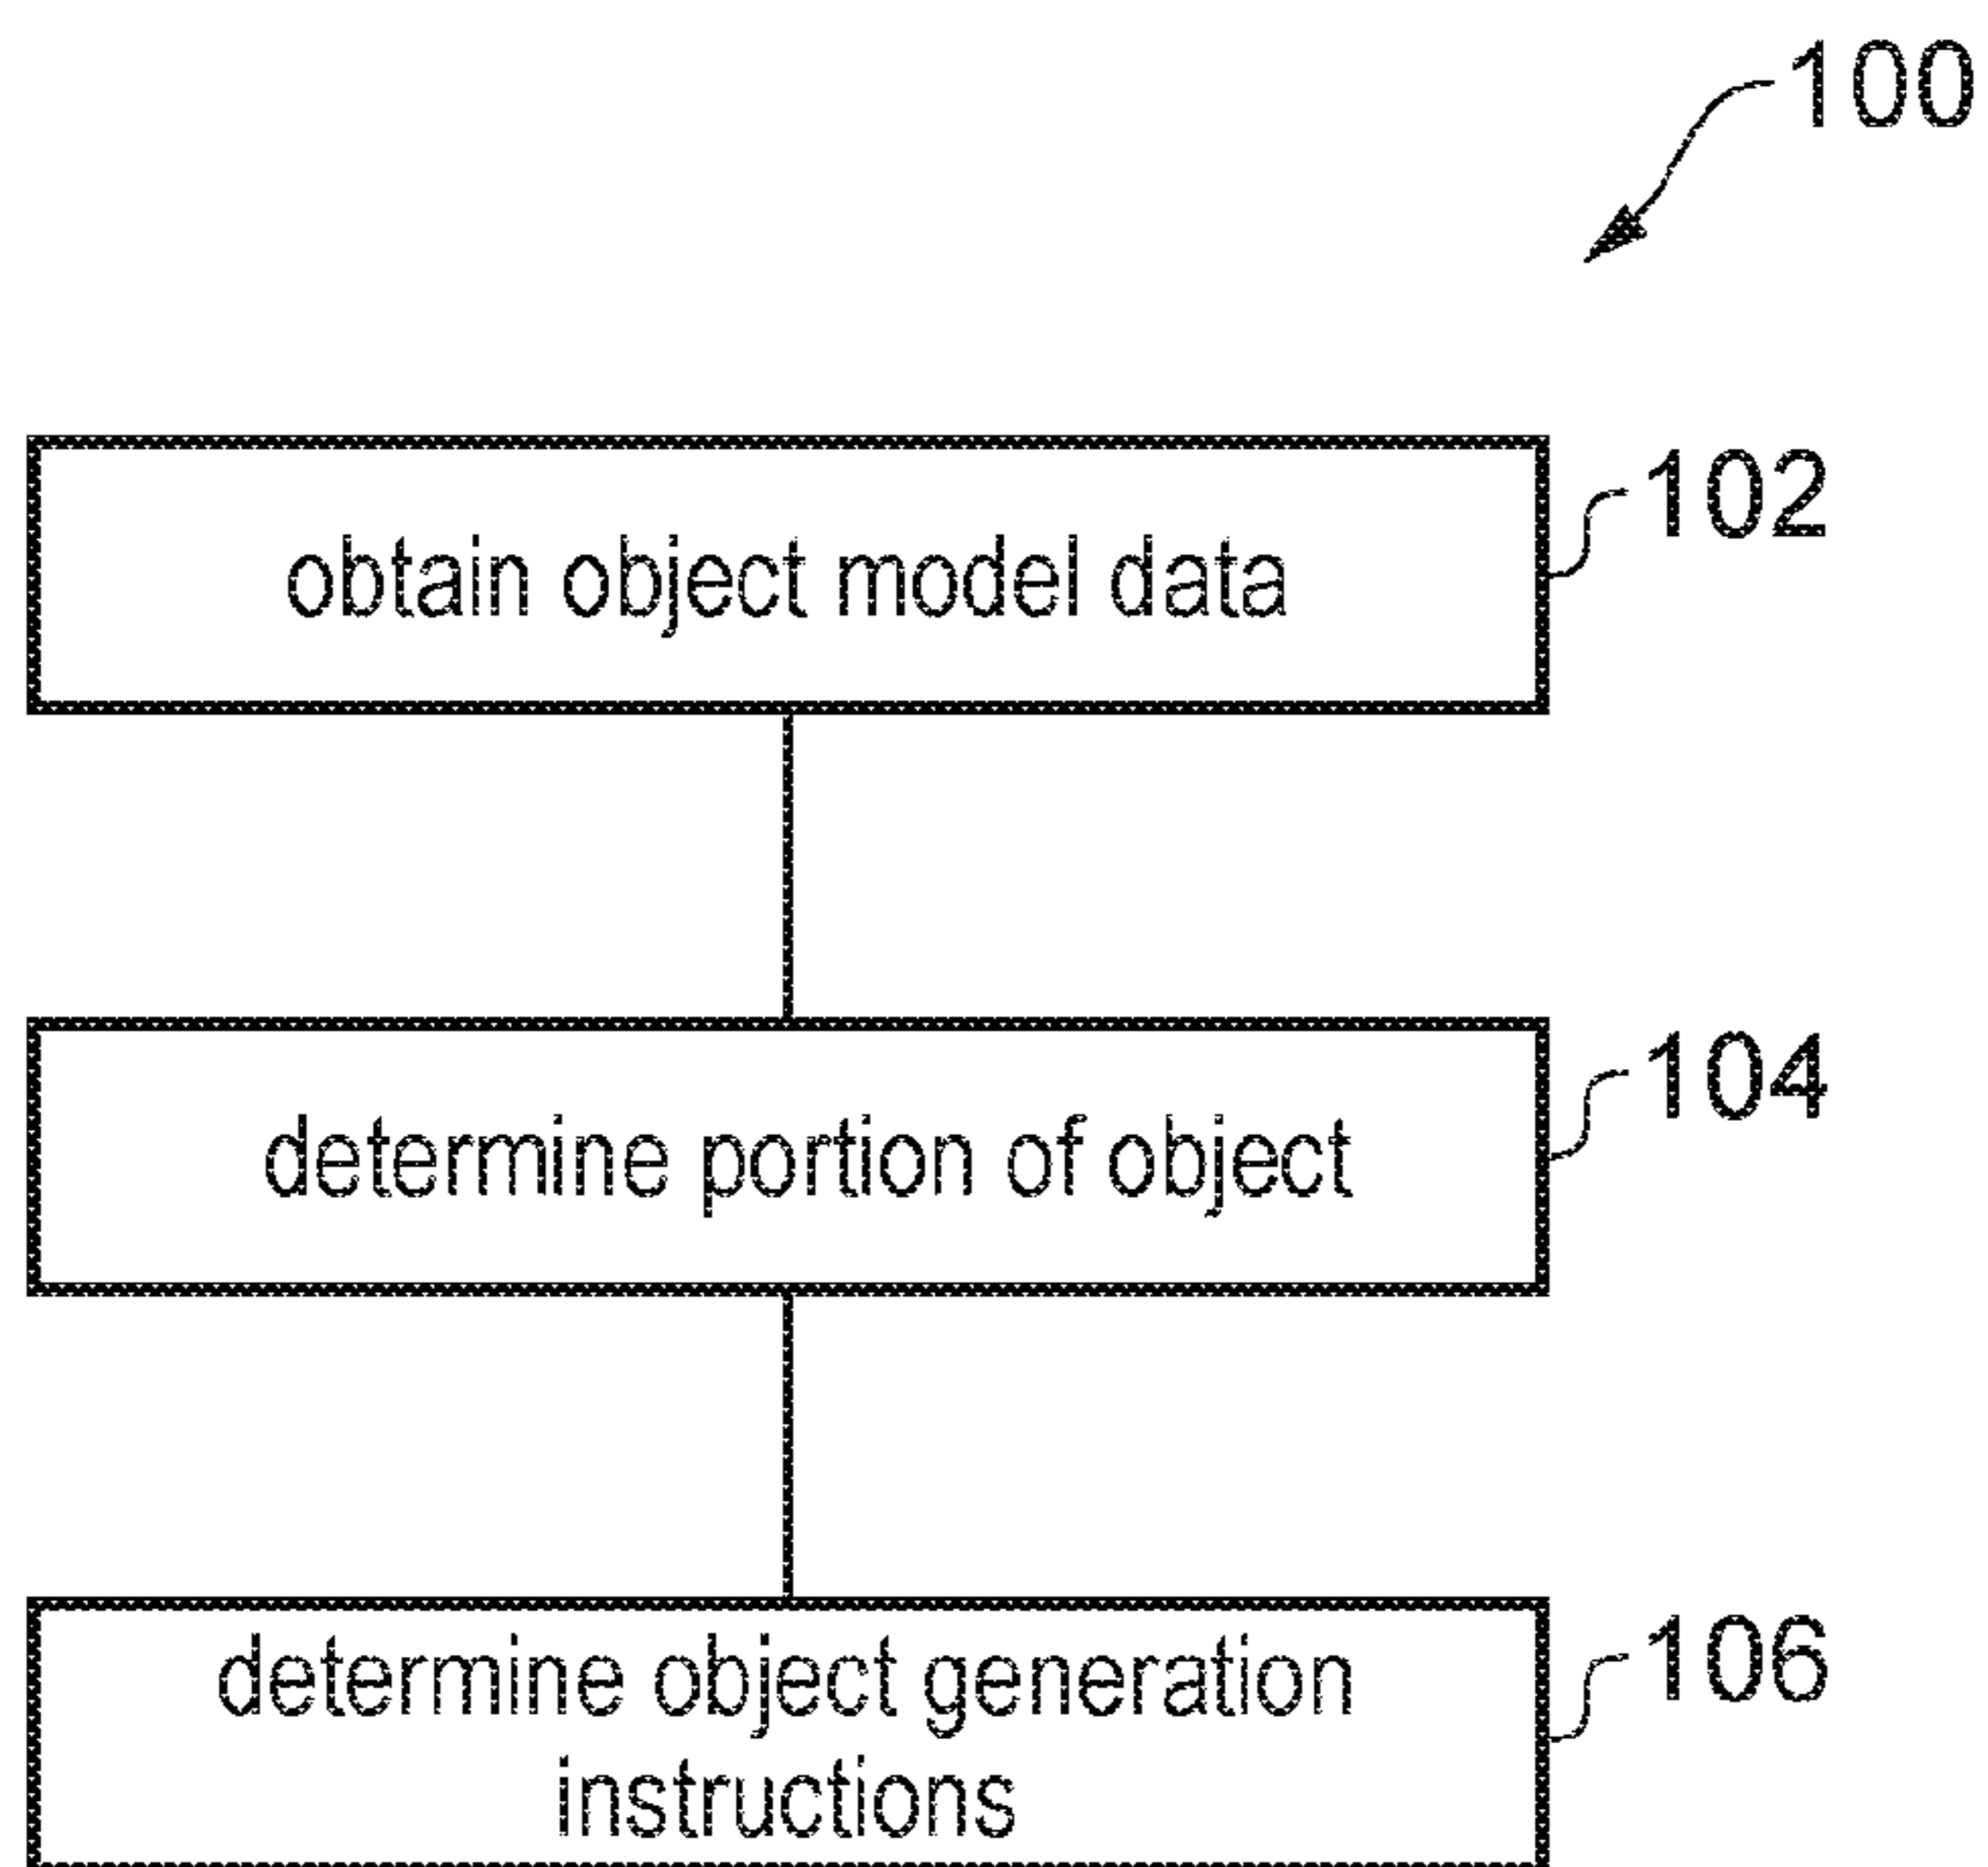 100
obtain object model data
102
determine portion of object
104
determine object generation
instructions
106